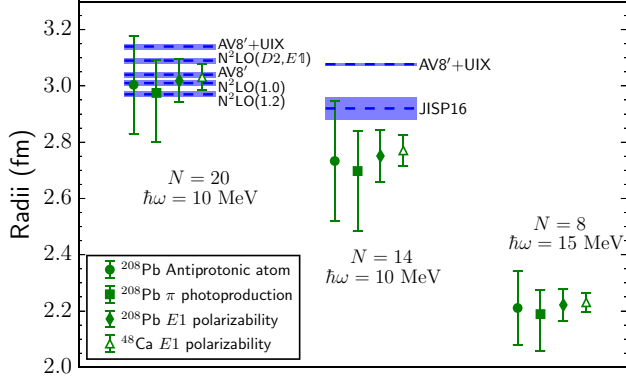 3.2
3.0
2.8
2.6
2.4
2.2
2.0
Radii (fm)
AV8′+UIX
N²LO(D2,E1)
AV8′
N²LO(1.0)
N²LO(1.2)
N = 20
ħω = 10 MeV
AV8′+UIX
JISP16
N = 14
ħω = 10 MeV
N = 8
ħω = 15 MeV
²⁰⁸Pb Antiprotonic atom
²⁰⁸Pb π photoproduction
²⁰⁸Pb E1 polarizability
⁴⁸Ca E1 polarizability